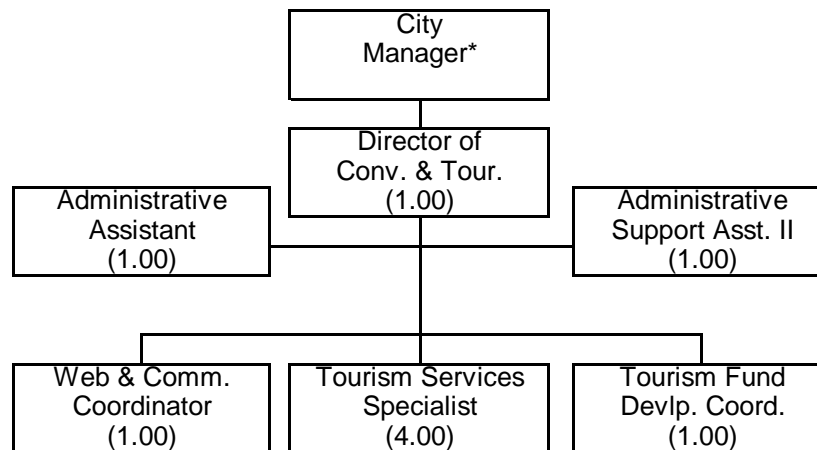 City
Manager*
Director of
Conv. & Tour.
(1.00)
Administrative
Assistant
(1.00)
Administrative
Support Asst. II
(1.00)
Web & Comm.
Coordinator
(1.00)
Tourism Services
Specialist
(4.00)
Tourism Fund
Devlp. Coord.
(1.00)